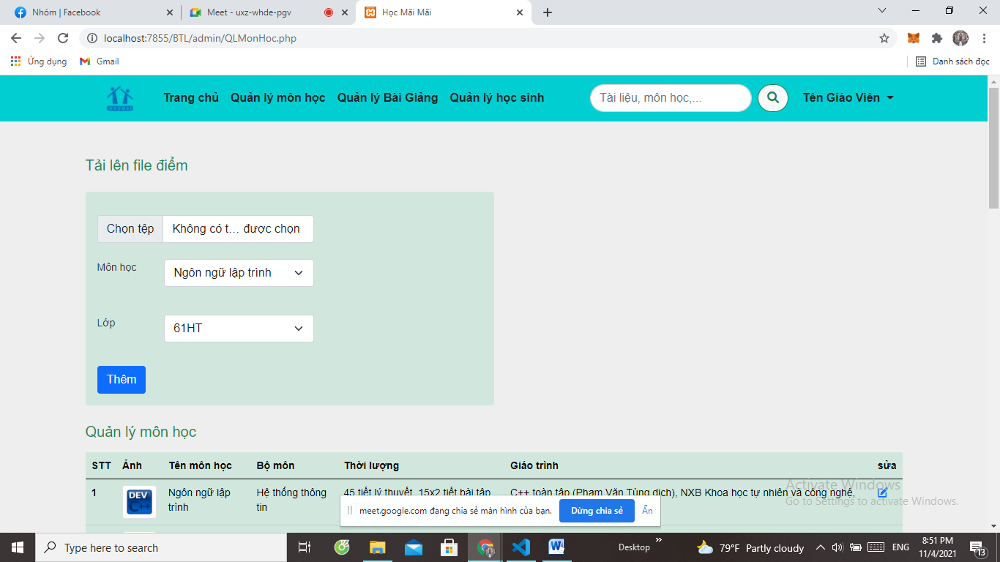 Nhóm | Facebook
Meet - uxz-whde-pgv
Học Mãi Mãi
localhost:7855/BTL/admin/QLMonHoc.php
Ứng dụng
Gmail
Danh sách đọc
HOCMAI
Trang chủ
Quản lý môn học
Quản lý Bài Giảng
Quản lý học sinh
Tài liệu, môn học,...
Tên Giáo Viên
Tải lên file điểm
Chọn tệp
Không có t... được chọn
Môn học
Ngôn ngữ lập trình
Lớp
61HT
Thêm
Quản lý môn học
STT Ảnh Tên môn học Bộ môn Thời lượng Giáo trình sửa
1 DEV C++ Ngôn ngữ lập trình Hệ thống thông tin 45 tiết lý thuyết, 15x2 tiết bài tập C++ toàn tập (Phạm Văn Tùng dịch), NXB Khoa học tự nhiên và công nghệ,
Activate Windows
Go to Settings to activate Windows.
meet.google.com đang chia sẻ màn hình của bạn.
Dừng chia sẻ
Ẩn
Type here to search
Desktop
79°F Partly cloudy
ENG
8:51 PM
11/4/2021
13